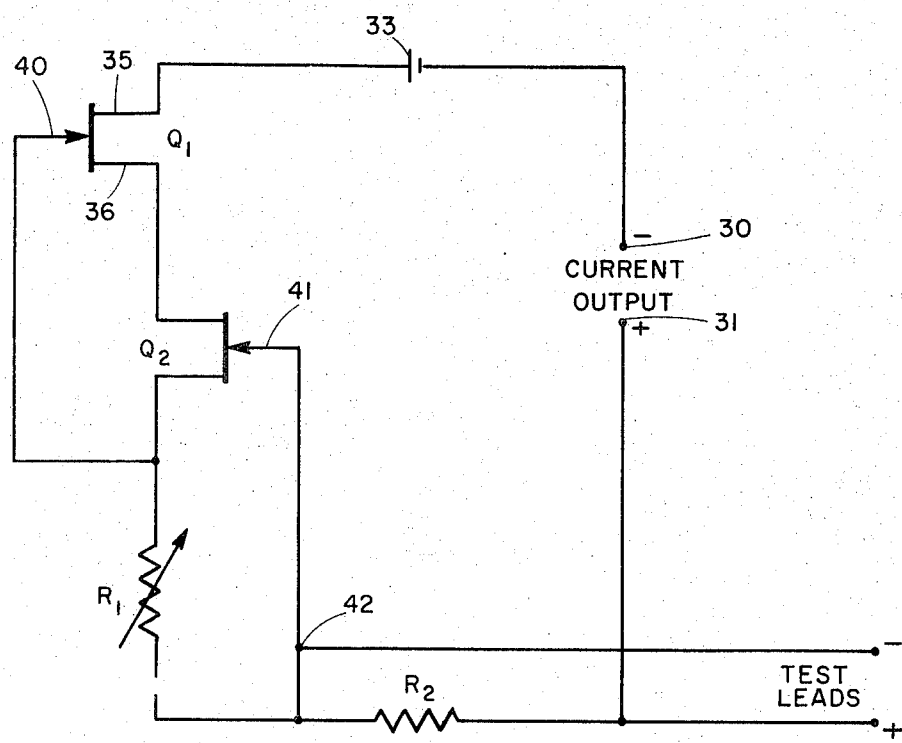 33
40
35
Q1
36
− 30
CURRENT
OUTPUT
41
+ 31
Q2
R1
42
−
R2
TEST
LEADS
+